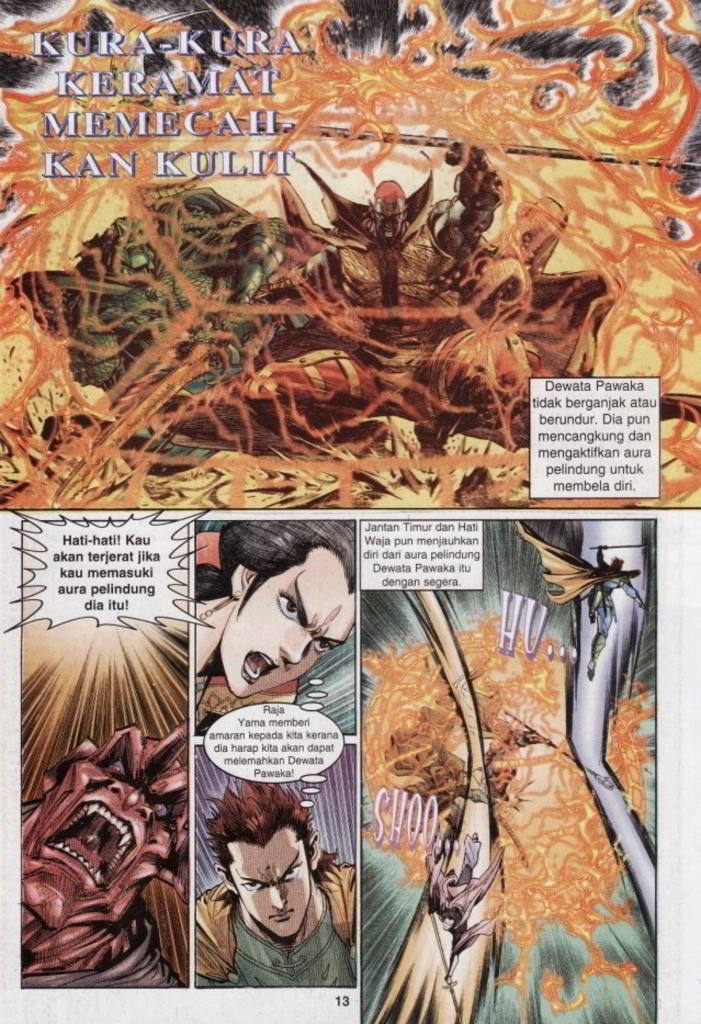 KURA-KURA
KERAMAT
MEMECAH-
KAN KULIT
Dewata Pawaka
tidak berganjak atau
berundur. Dia pun
mencangkung dan
mengaktifkan aura
pelindung untuk
membela diri.
Hati-hati! Kau
akan terjerat jika
kau memasuki
aura pelindung
dia itu!
Raja
Yama memberi
amaran kepada kita kerana
dia harap kita akan dapat
melemahkan Dewata
Pawaka!
Jantan Timur dan Hati
Waja pun menjauhkan
diri dari aura pelindung
Dewata Pawaka itu
dengan segera.
HU...
SHOO...
13